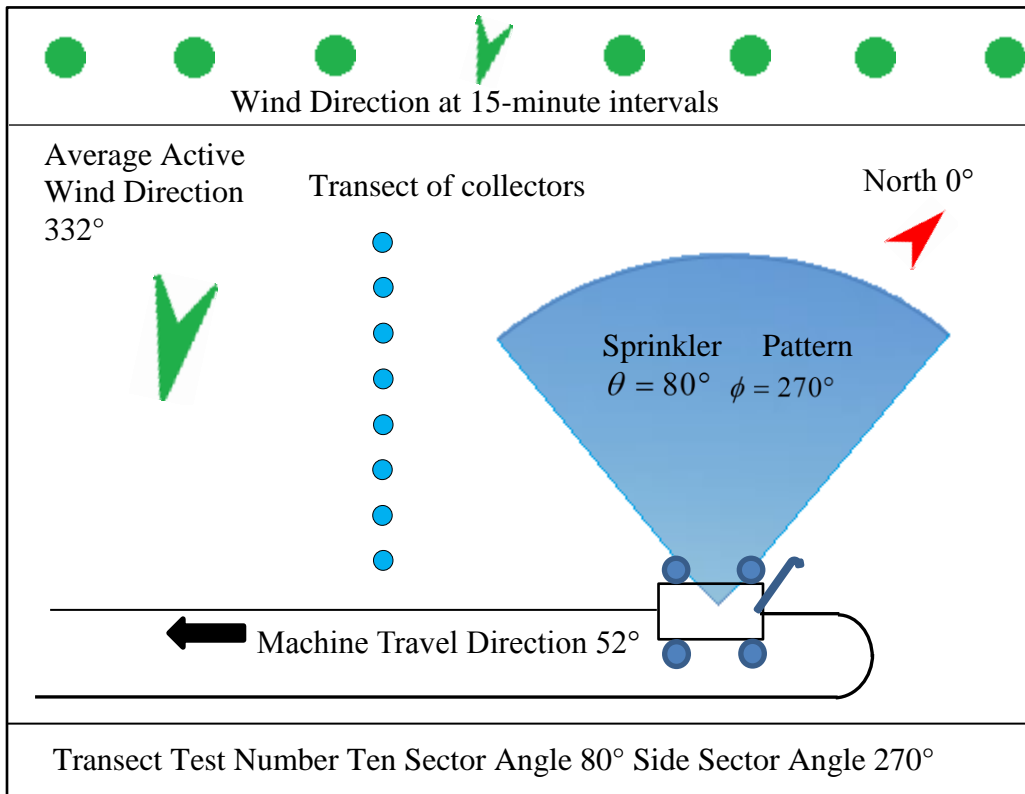 Wind Direction at 15-minute intervals
Average Active
Wind Direction
332°
Transect of collectors
North 0°
Sprinkler Pattern
θ = 80° ϕ = 270°
Machine Travel Direction 52°
Transect Test Number Ten Sector Angle 80° Side Sector Angle 270°